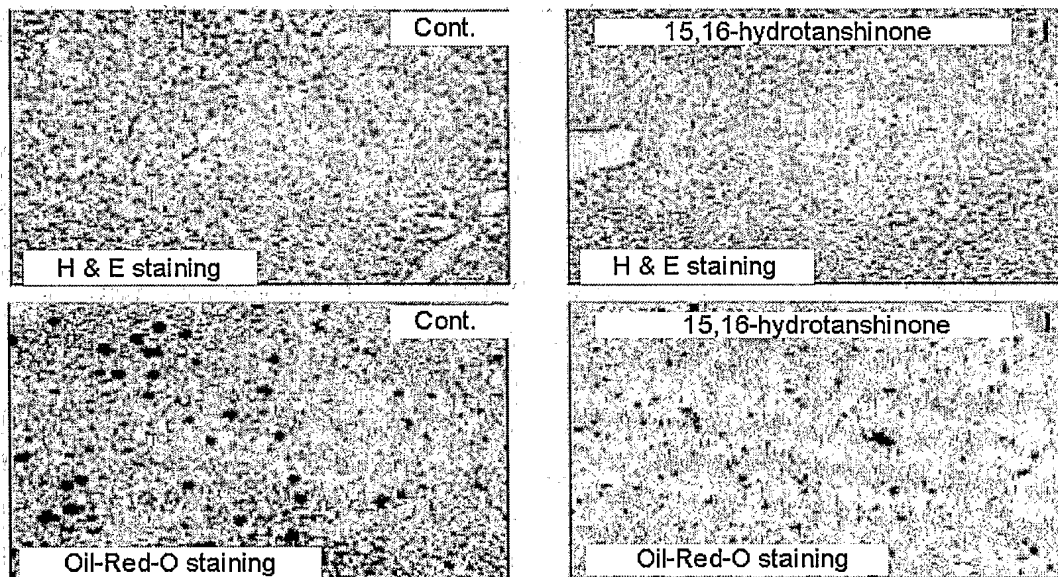 Cont.
15,16-hydrotanshinone I
H & E staining
H & E staining
Cont.
15,16-hydrotanshinone I
Oil-Red-O staining
Oil-Red-O staining